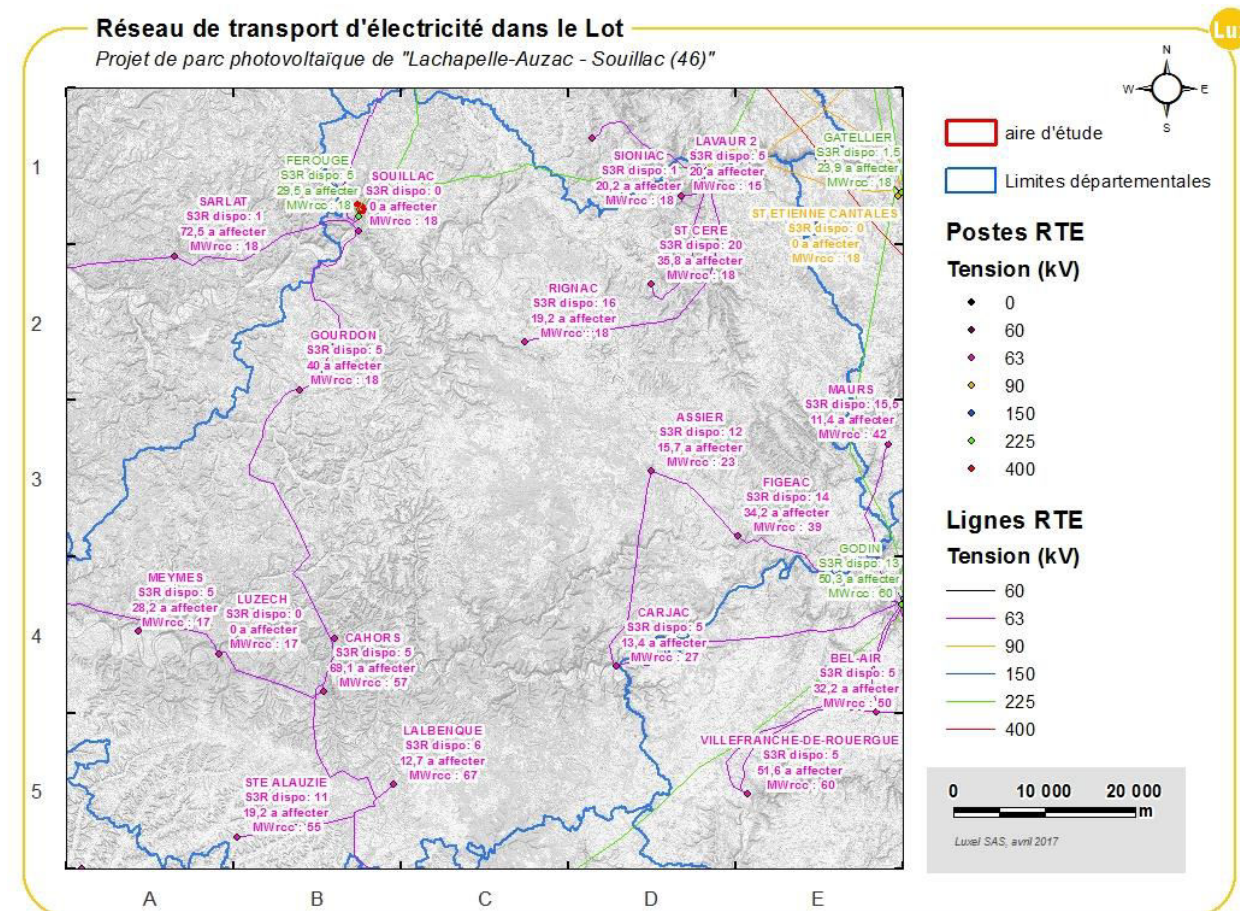 Réseau de transport d'électricité dans le Lot
Projet de parc photovoltaïque de "Lachapelle-Auzac - Souillac (46)"
Lux
N
W
E
S
1
2
3
4
5
A
B
C
D
E
FEROUGE
S3R dispo: 5
29,5 a affecter
MWrcc : 18
SOUILLAC
S3R dispo: 0
0 a affecter
MWrcc : 18
SARLAT
S3R dispo: 1
72,5 a affecter
MWrcc : 18
SIONIAC
S3R dispo: 1
20,2 a affecter
MWrcc : 18
LAVAUR 2
S3R dispo: 5
20 a affecter
MWrcc : 15
GATELLIER
S3R dispo: 1,5
23,9 a affecter
MWrcc : 18
ST ETIENNE CANTALES
S3R dispo: 0
0 a affecter
MWrcc : 18
ST CERE
S3R dispo: 20
35,8 a affecter
MWrcc : 18
RIGNAC
S3R dispo: 16
19,2 a affecter
MWrcc : 18
GOURDON
S3R dispo: 5
40 a affecter
MWrcc : 18
MAURS
S3R dispo: 15,5
11,4 a affecter
MWrcc : 42
ASSIER
S3R dispo: 12
15,7 a affecter
MWrcc : 23
FIGEAC
S3R dispo: 14
34,2 a affecter
MWrcc : 39
GODIN
S3R dispo: 13
50,3 a affecter
MWrcc : 60
MEYMES
S3R dispo: 5
28,2 a affecter
MWrcc : 17
LUZECH
S3R dispo: 0
0 a affecter
MWrcc : 17
CAHORS
S3R dispo: 5
69,1 a affecter
MWrcc : 57
CARJAC
S3R dispo: 5
13,4 a affecter
MWrcc : 27
BEL-AIR
S3R dispo: 5
32,2 a affecter
MWrcc : 50
LALBENQUE
S3R dispo: 6
12,7 a affecter
MWrcc : 67
VILLEFRANCHE-DE-ROUERGUE
S3R dispo: 5
51,6 a affecter
MWrcc : 60
STE ALAUZIE
S3R dispo: 11
19,2 a affecter
MWrcc : 55
aire d'étude
Limites départementales
Postes RTE
Tension (kV)
0
60
63
90
150
225
400
Lignes RTE
Tension (kV)
60
63
90
150
225
400
0 10 000 20 000
m
Luxel SAS, avril 2017